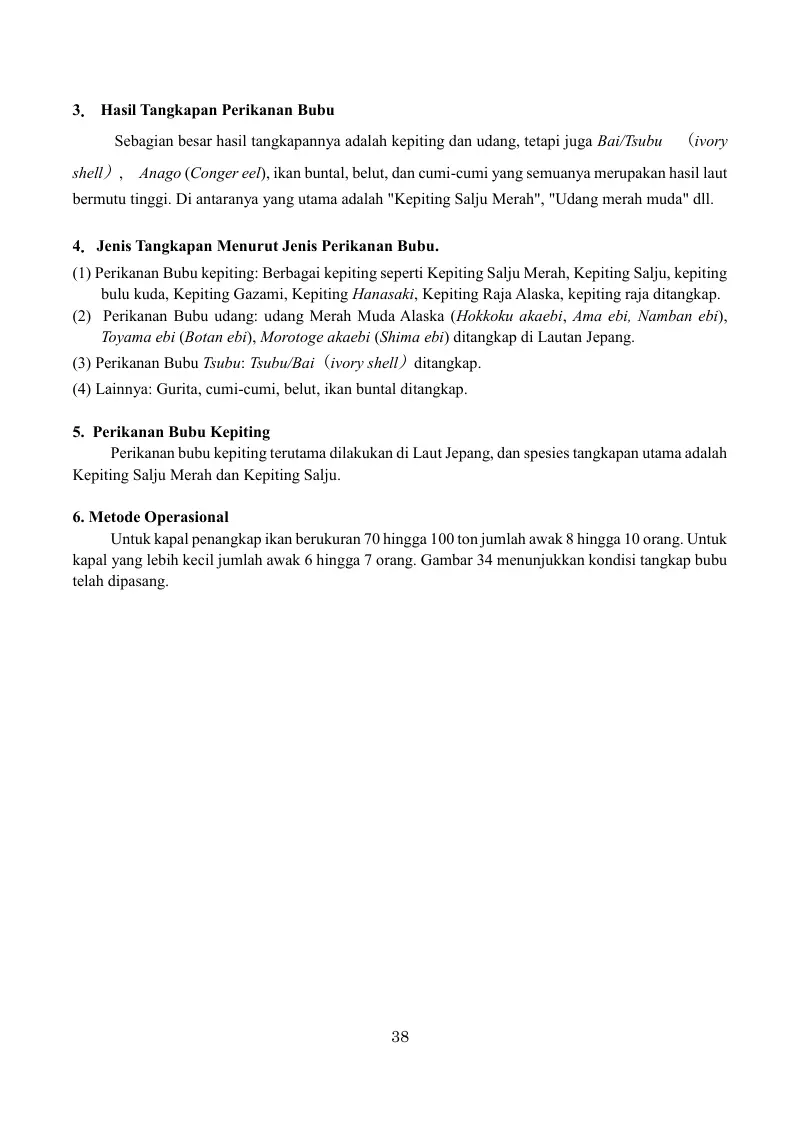 3． Hasil Tangkapan Perikanan Bubu
Sebagian besar hasil tangkapannya adalah kepiting dan udang, tetapi juga Bai/Tsubu （ivory
shell）, Anago (Conger eel), ikan buntal, belut, dan cumi-cumi yang semuanya merupakan hasil laut
bermutu tinggi. Di antaranya yang utama adalah "Kepiting Salju Merah", "Udang merah muda" dll.
4．Jenis Tangkapan Menurut Jenis Perikanan Bubu.
(1) Perikanan Bubu kepiting: Berbagai kepiting seperti Kepiting Salju Merah, Kepiting Salju, kepiting
bulu kuda, Kepiting Gazami, Kepiting Hanasaki, Kepiting Raja Alaska, kepiting raja ditangkap.
(2) Perikanan Bubu udang: udang Merah Muda Alaska (Hokkoku akaebi, Ama ebi, Namban ebi),
Toyama ebi (Botan ebi), Morotoge akaebi (Shima ebi) ditangkap di Lautan Jepang.
(3) Perikanan Bubu Tsubu: Tsubu/Bai（ivory shell）ditangkap.
(4) Lainnya: Gurita, cumi-cumi, belut, ikan buntal ditangkap.
5. Perikanan Bubu Kepiting
Perikanan bubu kepiting terutama dilakukan di Laut Jepang, dan spesies tangkapan utama adalah
Kepiting Salju Merah dan Kepiting Salju.
6. Metode Operasional
Untuk kapal penangkap ikan berukuran 70 hingga 100 ton jumlah awak 8 hingga 10 orang. Untuk
kapal yang lebih kecil jumlah awak 6 hingga 7 orang. Gambar 34 menunjukkan kondisi tangkap bubu
telah dipasang.
38